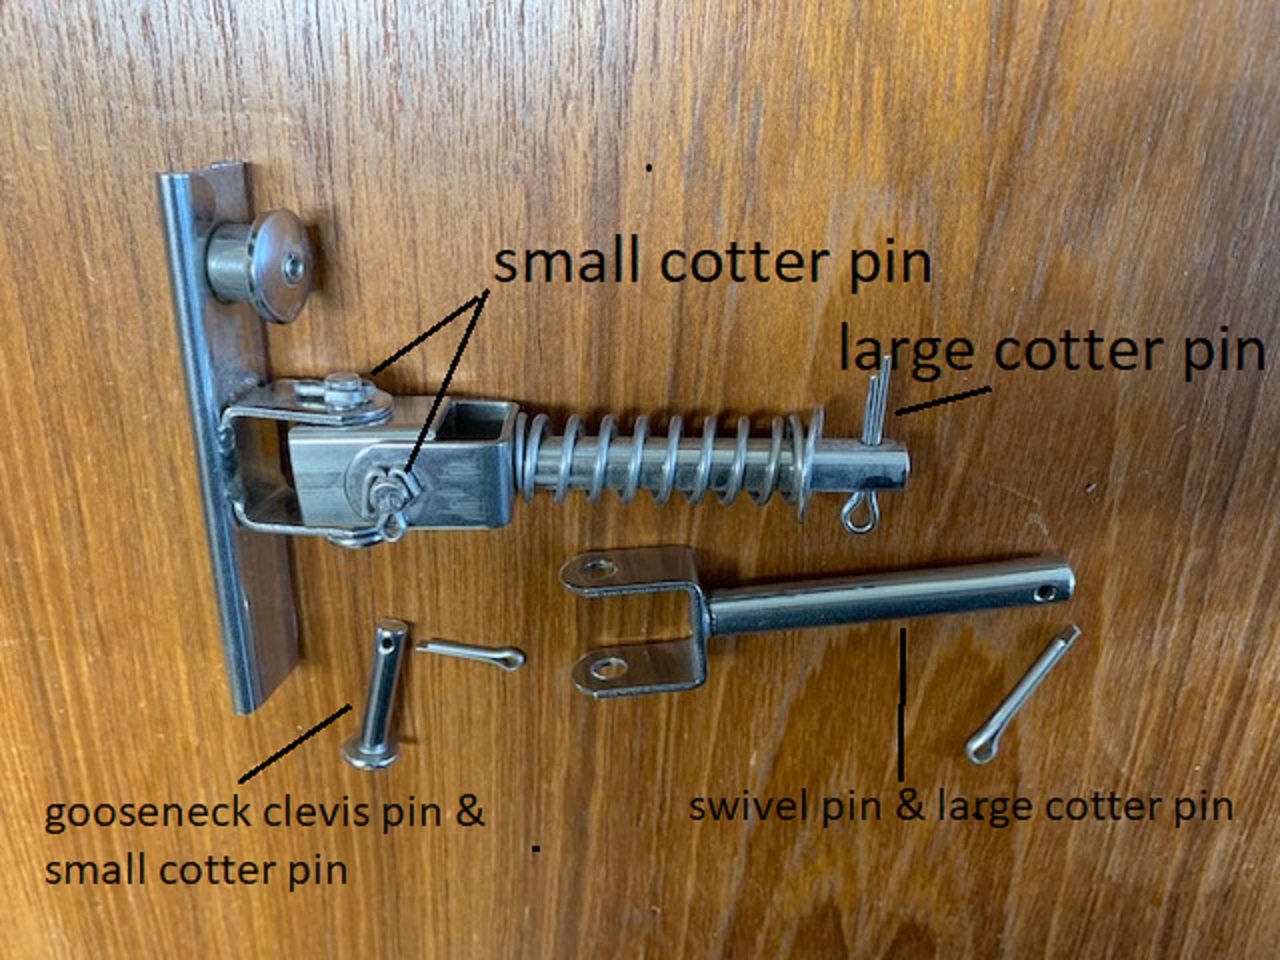 small cotter pin
large cotter pin
gooseneck clevis pin &
small cotter pin
swivel pin & large cotter pin